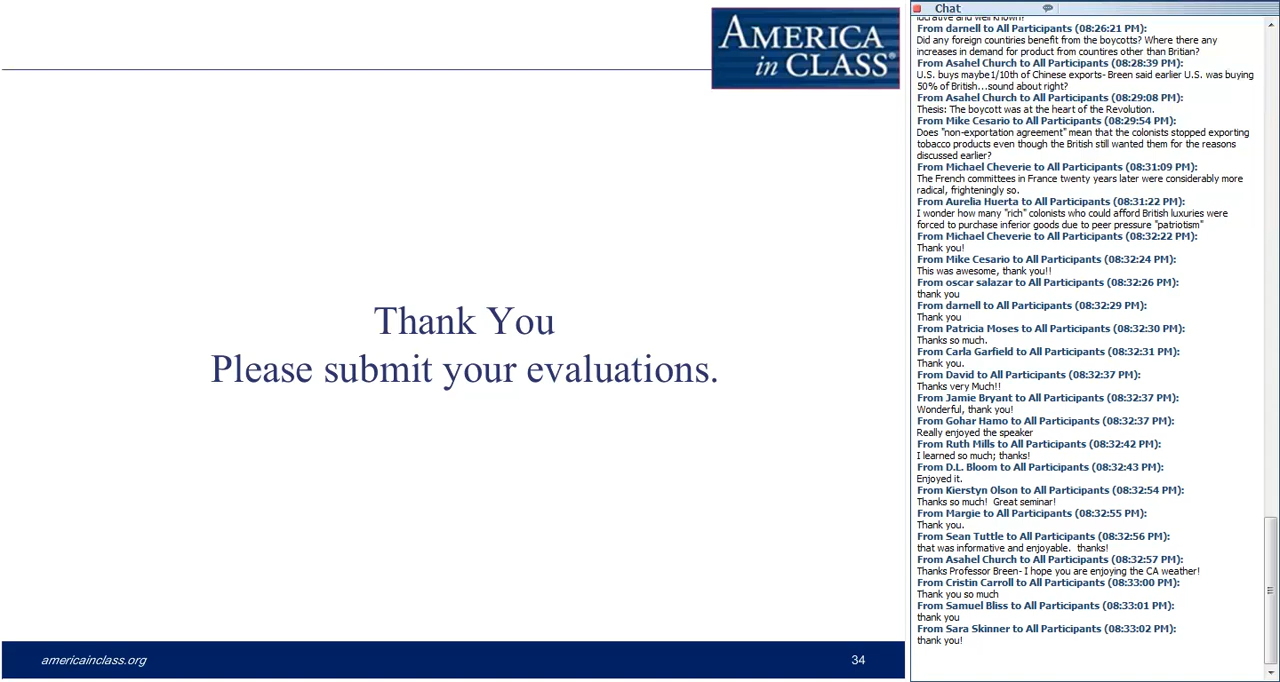 AMERICA
in CLASS®
Thank You
Please submit your evaluations.
americainclass.org
34
Chat
lucrative and well known?
From darnell to All Participants (08:26:21 PM):
Did any foreign countiries benefit from the boycotts? Where there any
increases in demand for product from countires other than Britian?
From Asahel Church to All Participants (08:28:39 PM):
U.S. buys maybe1/10th of Chinese exports- Breen said earlier U.S. was buying
50% of British...sound about right?
From Asahel Church to All Participants (08:29:08 PM):
Thesis: The boycott was at the heart of the Revolution.
From Mike Cesario to All Participants (08:29:54 PM):
Does "non-exportation agreement" mean that the colonists stopped exporting
tobacco products even though the British still wanted them for the reasons
discussed earlier?
From Michael Cheverie to All Participants (08:31:09 PM):
The French committees in France twenty years later were considerably more
radical, frighteningly so.
From Aurelia Huerta to All Participants (08:31:22 PM):
I wonder how many "rich" colonists who could afford British luxuries were
forced to purchase inferior goods due to peer pressure "patriotism"
From Michael Cheverie to All Participants (08:32:22 PM):
Thank you!
From Mike Cesario to All Participants (08:32:24 PM):
This was awesome, thank you!!
From oscar salazar to All Participants (08:32:26 PM):
thank you
From darnell to All Participants (08:32:29 PM):
Thank you
From Patricia Moses to All Participants (08:32:30 PM):
Thanks so much.
From Carla Garfield to All Participants (08:32:31 PM):
Thank you.
From David to All Participants (08:32:37 PM):
Thanks very Much!!
From Jamie Bryant to All Participants (08:32:37 PM):
Wonderful, thank you!
From Gohar Hamo to All Participants (08:32:37 PM):
Really enjoyed the speaker
From Ruth Mills to All Participants (08:32:42 PM):
I learned so much; thanks!
From D.L. Bloom to All Participants (08:32:43 PM):
Enjoyed it.
From Kierstyn Olson to All Participants (08:32:54 PM):
Thanks so much!  Great seminar!
From Margie to All Participants (08:32:55 PM):
Thank you.
From Sean Tuttle to All Participants (08:32:56 PM):
that was informative and enjoyable.  thanks!
From Asahel Church to All Participants (08:32:57 PM):
Thanks Professor Breen- I hope you are enjoying the CA weather!
From Cristin Carroll to All Participants (08:33:00 PM):
Thank you so much
From Samuel Bliss to All Participants (08:33:01 PM):
thank you
From Sara Skinner to All Participants (08:33:02 PM):
thank you!